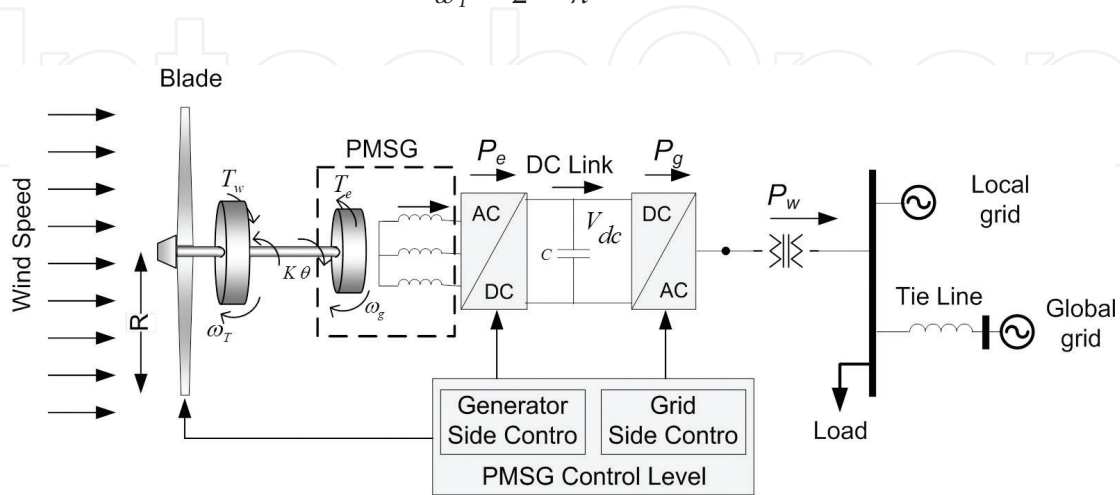 Blade
Wind Speed
R
T_w
ω_T
K θ
PMSG
T_e
ω_g
P_e
AC
DC
DC Link
C
V_dc
P_g
DC
AC
P_w
Local
grid
Tie Line
Global
grid
Load
Generator
Side Contro
Grid
Side Contro
PMSG Control Level